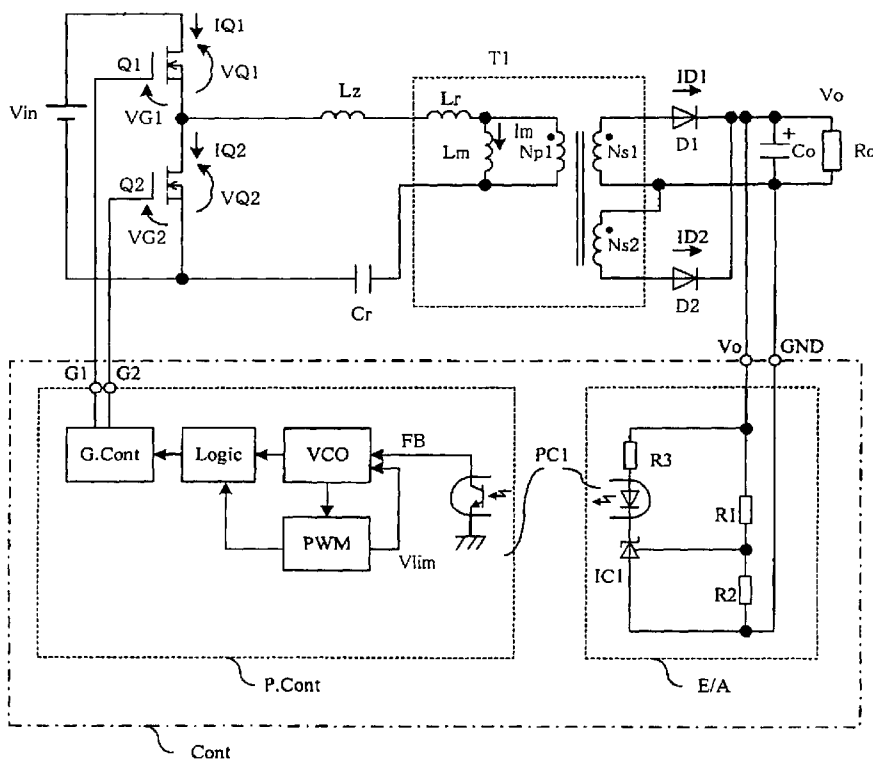 IQ1
Q1
VQ1
T1
ID1
Vin
VG1
Lz
Lr
Vo
Im
D1
IQ2
Lm
Np1
Ns1
+
Co
Ro
Q2
VQ2
VG2
Ns2
ID2
Cr
D2
Vo
GND
G1
G2
G.Cont
Logic
VCO
FB
PC1
R3
PWM
Vlim
R1
IC1
R2
P.Cont
E/A
Cont